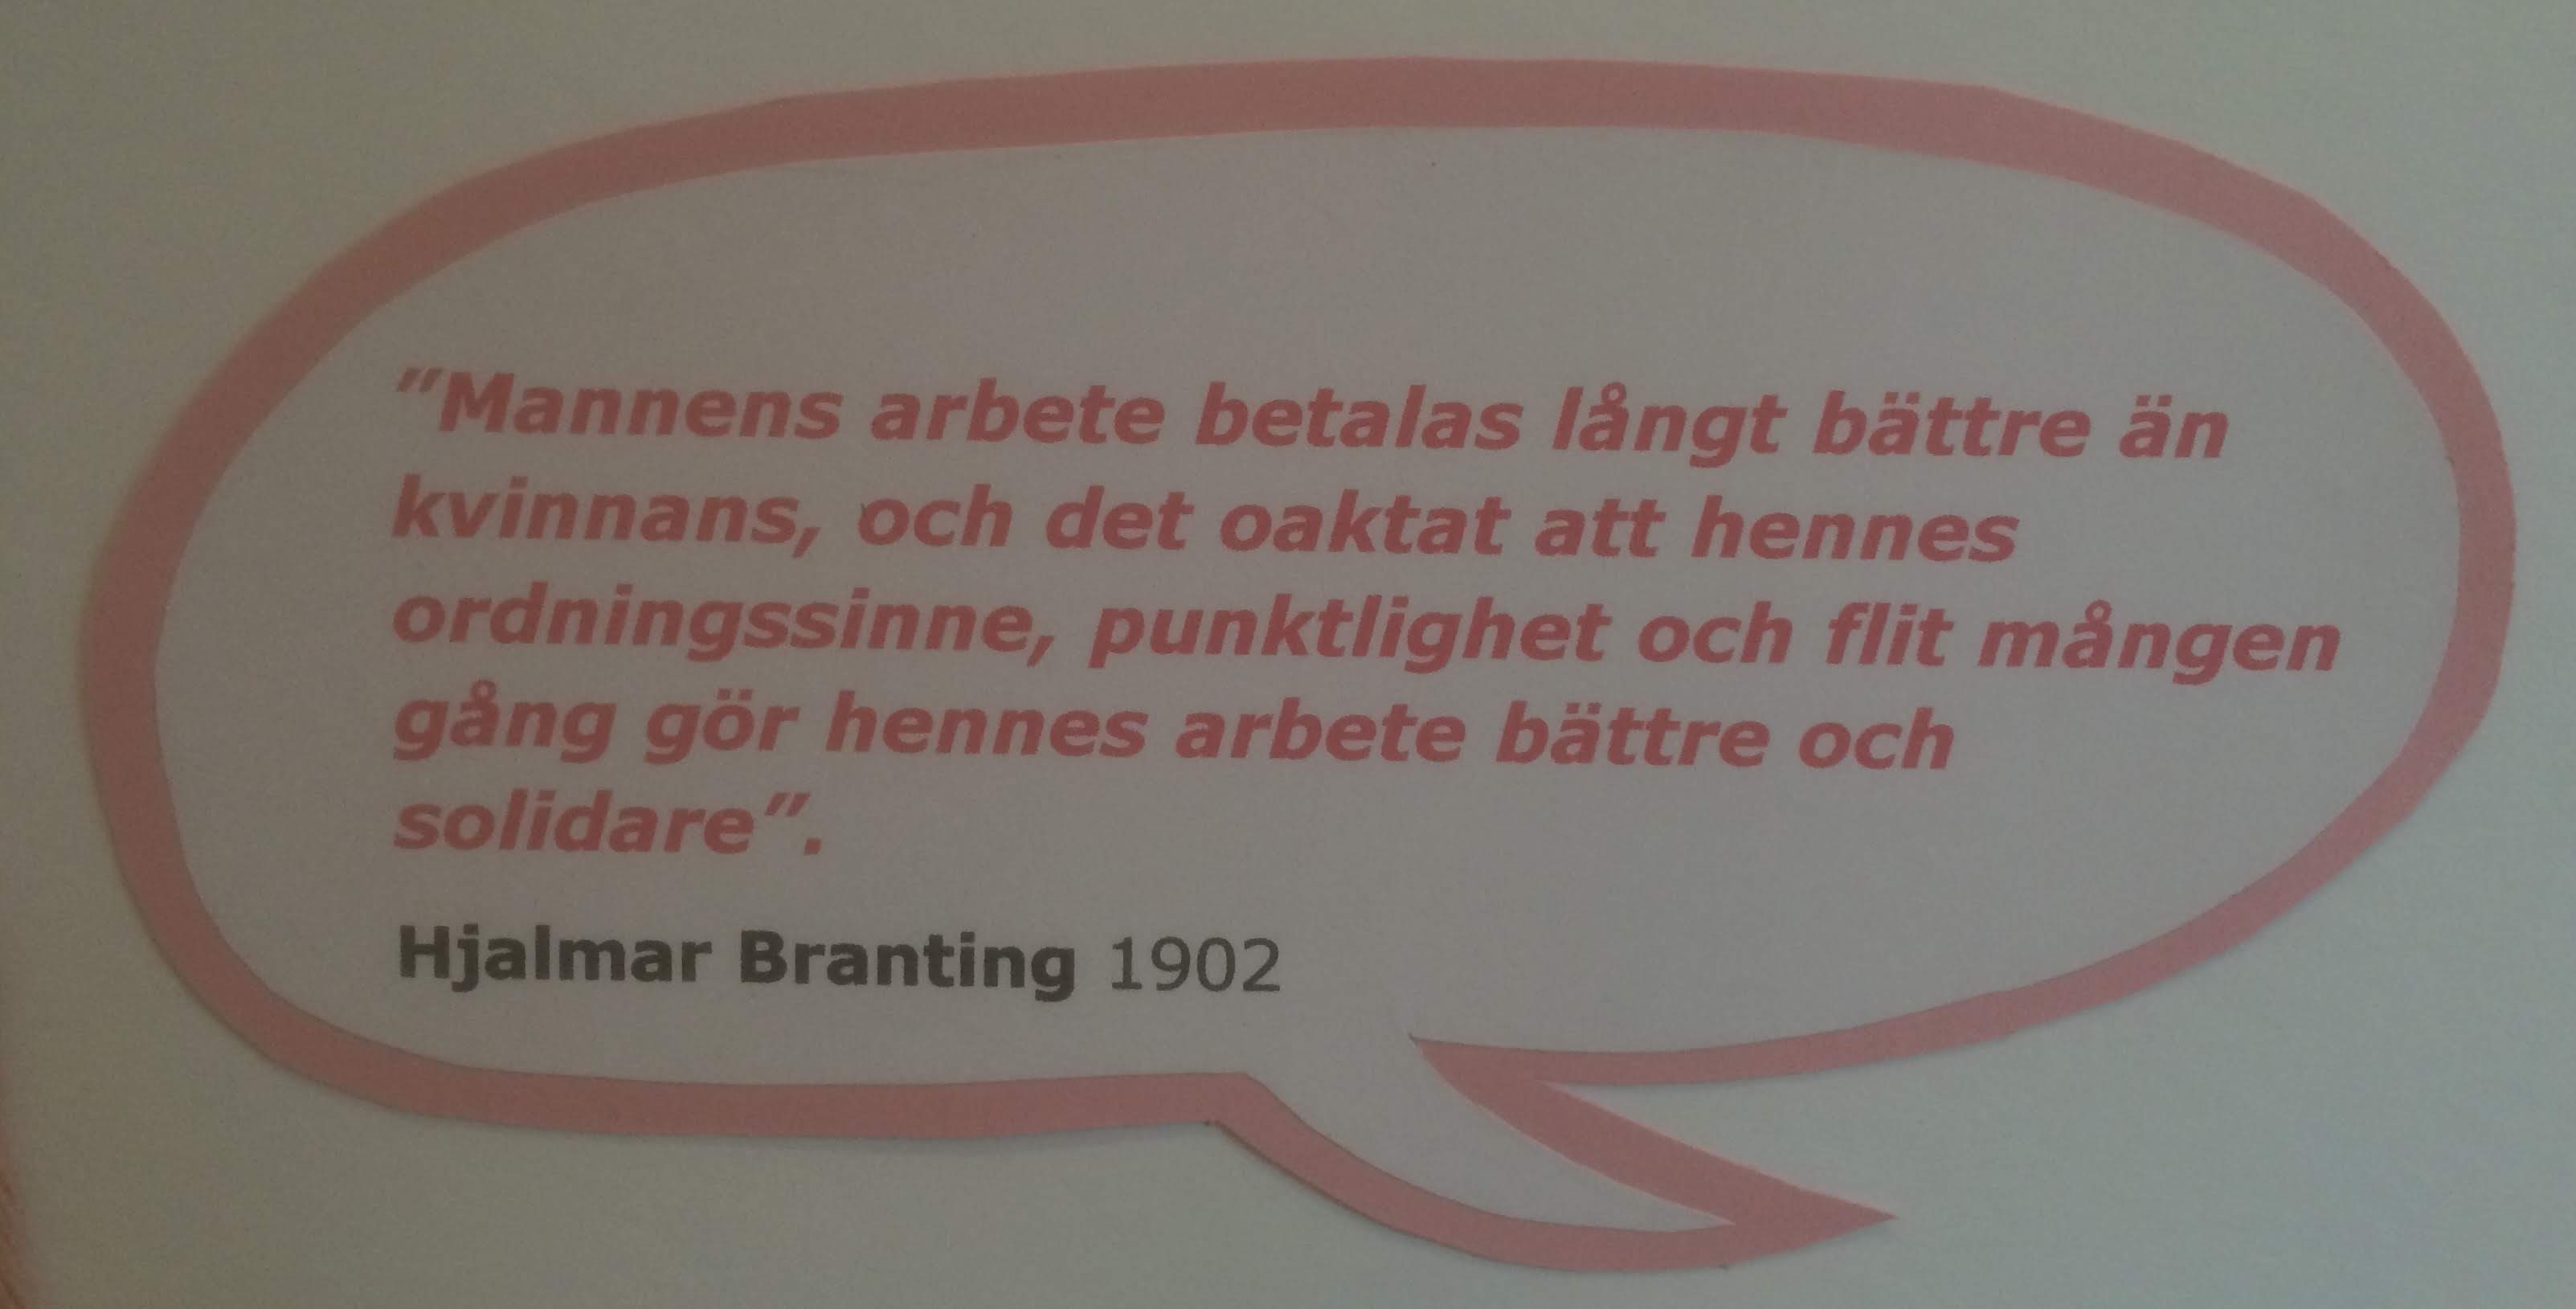 ”Mannens arbete betalas långt bättre än
kvinnans, och det oaktat att hennes
ordningssinne, punktlighet och flit mången
gång gör hennes arbete bättre och
solidare”.
Hjalmar Branting 1902